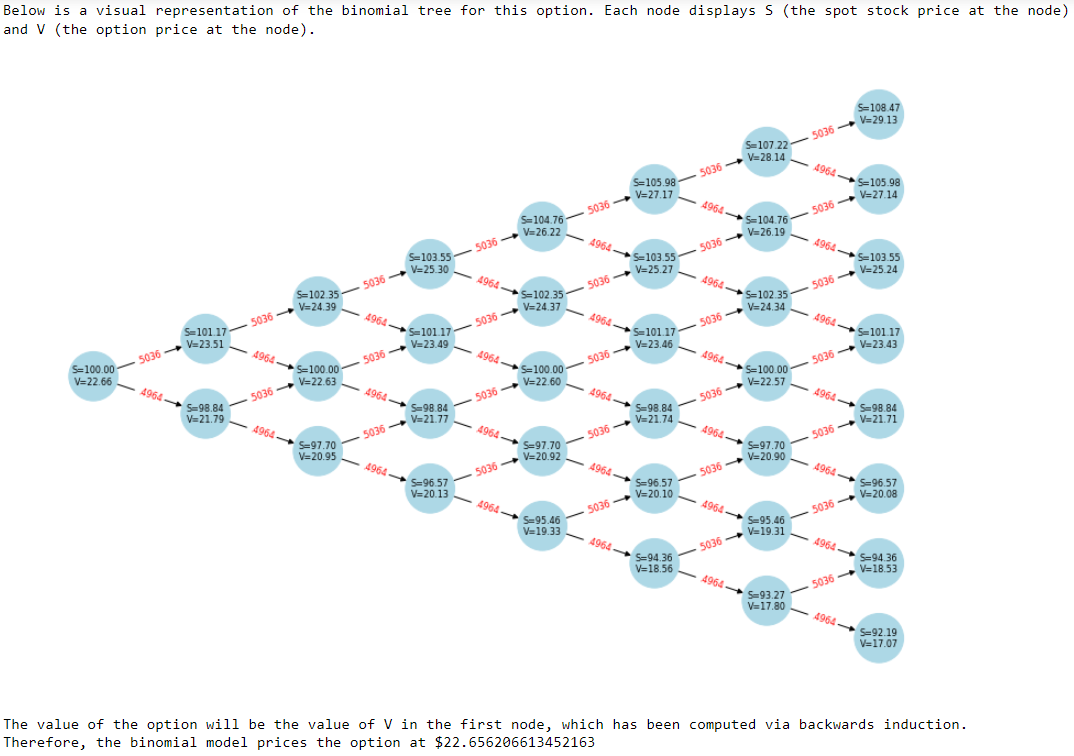 Below is a visual representation of the binomial tree for this option. Each node displays S (the spot stock price at the node)
and V (the option price at the node).
S=100.00
V=22.66
5036
4964
S=101.17
V=23.51
S=98.84
V=21.79
5036
4964
5036
4964
S=102.35
V=24.39
S=100.00
V=22.63
S=97.70
V=20.95
5036
4964
5036
4964
5036
4964
S=103.55
V=25.30
S=101.17
V=23.49
S=98.84
V=21.77
S=96.57
V=20.13
5036
4964
5036
4964
5036
4964
5036
4964
S=104.76
V=26.22
S=102.35
V=24.37
S=100.00
V=22.60
S=97.70
V=20.92
S=95.46
V=19.33
5036
4964
5036
4964
5036
4964
5036
4964
5036
4964
S=105.98
V=27.17
S=103.55
V=25.27
S=101.17
V=23.46
S=98.84
V=21.74
S=96.57
V=20.10
S=94.36
V=18.56
5036
4964
5036
4964
5036
4964
5036
4964
5036
4964
5036
4964
S=107.22
V=28.14
S=104.76
V=26.19
S=102.35
V=24.34
S=100.00
V=22.57
S=97.70
V=20.90
S=95.46
V=19.31
S=93.27
V=17.80
5036
4964
5036
4964
5036
4964
5036
4964
5036
4964
5036
4964
5036
4964
S=108.47
V=29.13
S=105.98
V=27.14
S=103.55
V=25.24
S=101.17
V=23.43
S=98.84
V=21.71
S=96.57
V=20.08
S=94.36
V=18.53
S=92.19
V=17.07
The value of the option will be the value of V in the first node, which has been computed via backwards induction.
Therefore, the binomial model prices the option at $22.656206613452163